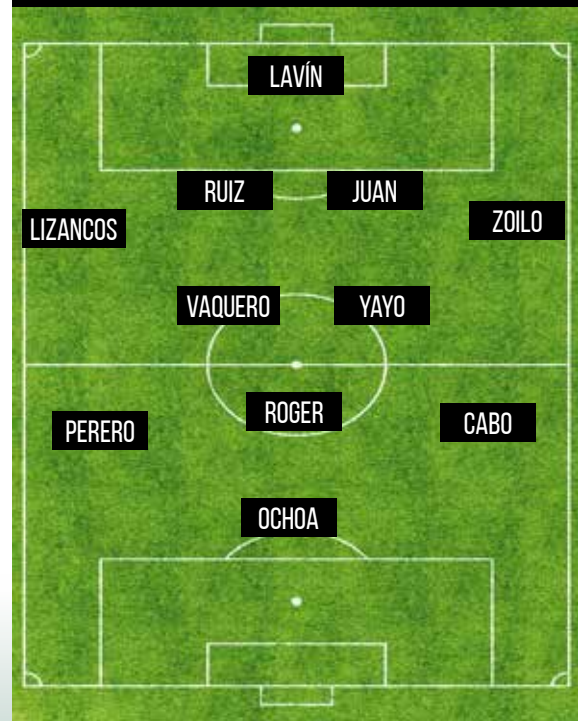 LAVÍN
RUIZ
JUAN
LIZANCOS
ZOILO
VAQUERO
YAYO
ROGER
PERERO
CABO
OCHOA